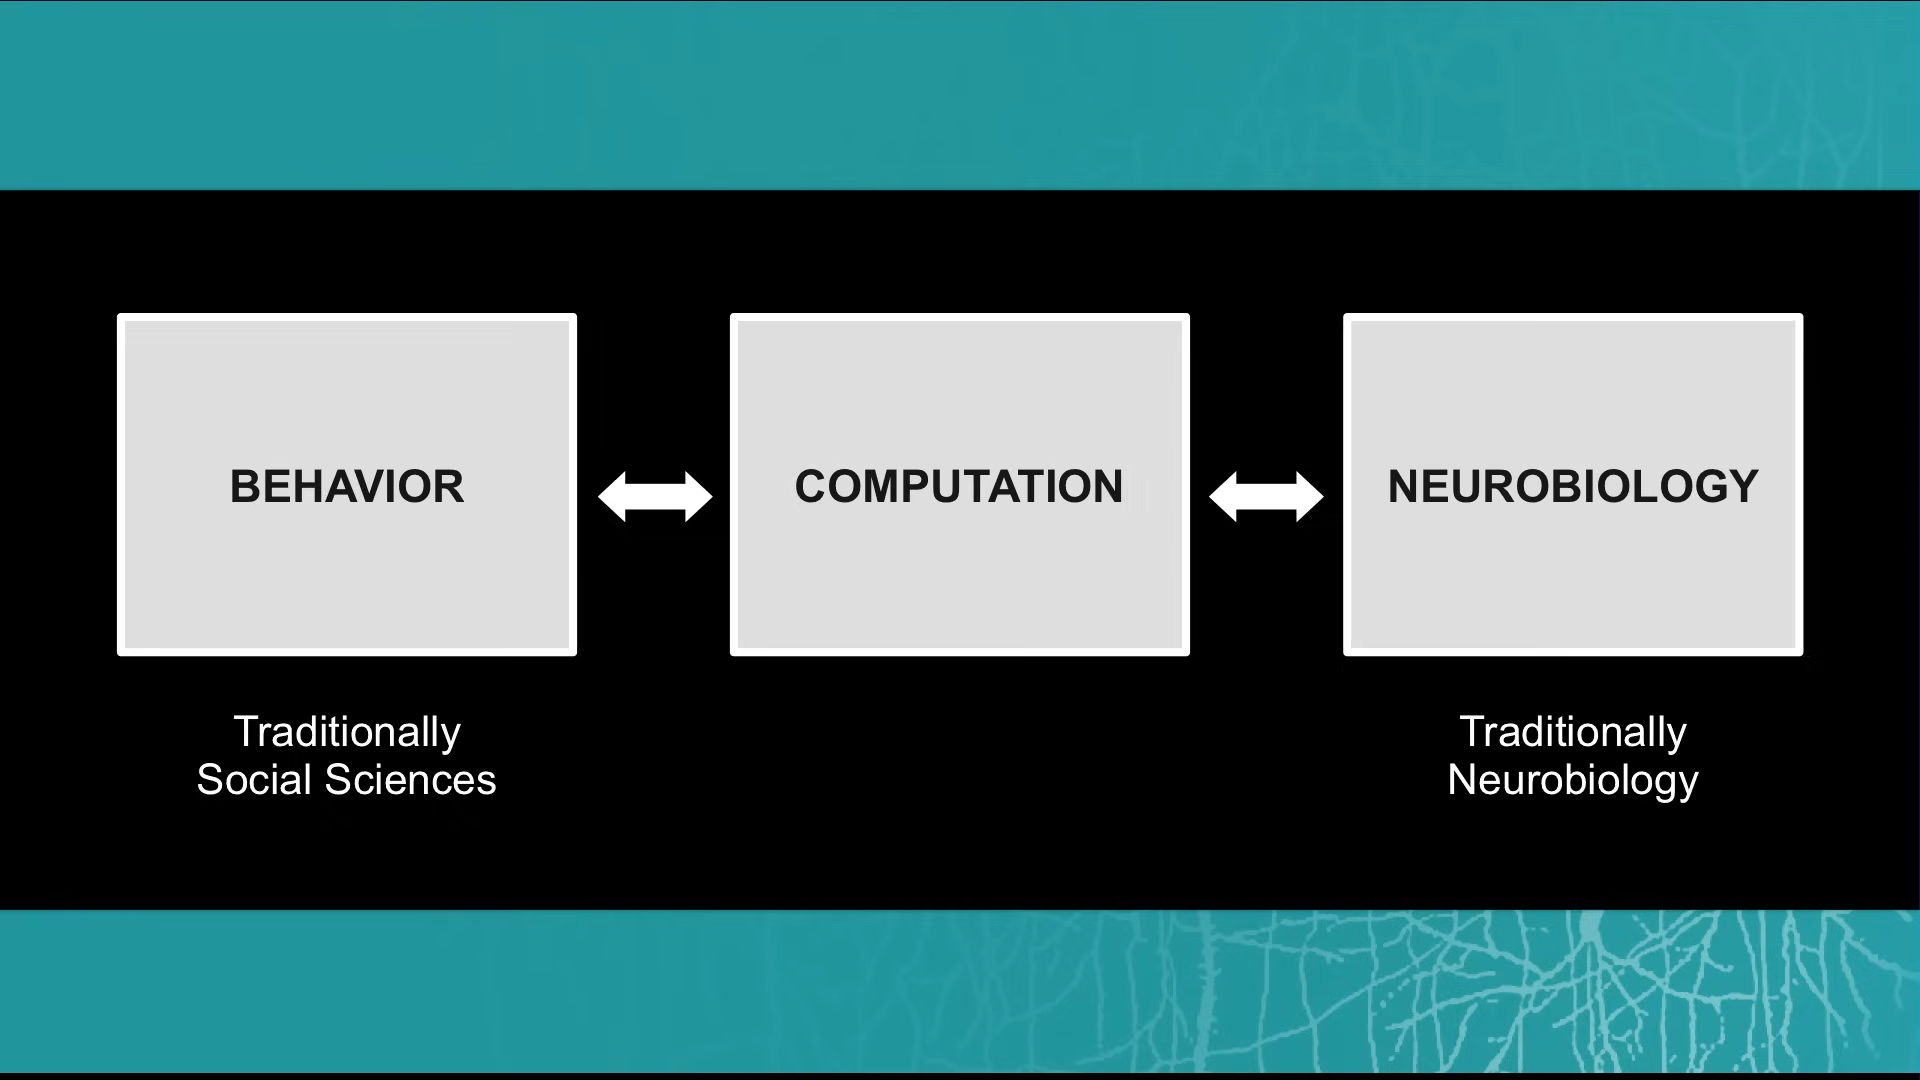 BEHAVIOR
COMPUTATION
NEUROBIOLOGY
Traditionally
Social Sciences
Traditionally
Neurobiology